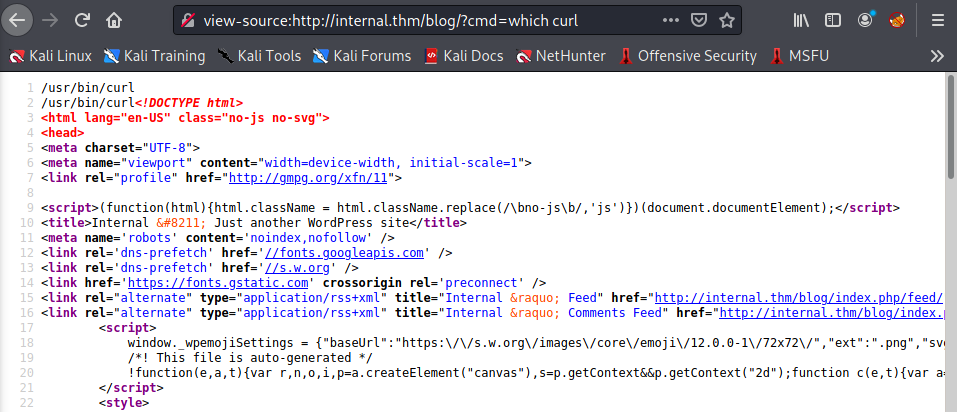 view-source:http://internal.thm/blog/?cmd=which curl
Kali Linux Kali Training Kali Tools Kali Forums Kali Docs NetHunter Offensive Security MSFU
1 /usr/bin/curl
2 /usr/bin/curl<!DOCTYPE html>
3 <html lang="en-US" class="no-js no-svg">
4 <head>
5 <meta charset="UTF-8">
6 <meta name="viewport" content="width=device-width, initial-scale=1">
7 <link rel="profile" href="http://gmpg.org/xfn/11">
8
9 <script>(function(html){html.className = html.className.replace(/\bno-js\b/,'js')})(document.documentElement);</script>
10 <title>Internal &#8211; Just another WordPress site</title>
11 <meta name='robots' content='noindex,nofollow' />
12 <link rel='dns-prefetch' href='//fonts.googleapis.com' />
13 <link rel='dns-prefetch' href='//s.w.org' />
14 <link href='https://fonts.gstatic.com' crossorigin rel='preconnect' />
15 <link rel="alternate" type="application/rss+xml" title="Internal &raquo; Feed" href="http://internal.thm/blog/index.php/feed/
16 <link rel="alternate" type="application/rss+xml" title="Internal &raquo; Comments Feed" href="http://internal.thm/blog/index.p
17 <script>
18 window._wpemojiSettings = {"baseUrl":"https:\/\/s.w.org\/images\/core\/emoji\/12.0.0-1\/72x72\/","ext":".png","svg
19 /*! This file is auto-generated */
20 !function(e,a,t){var r,n,o,i,p=a.createElement("canvas"),s=p.getContext&&p.getContext("2d");function c(e,t){var a=
21 </script>
22 <style>